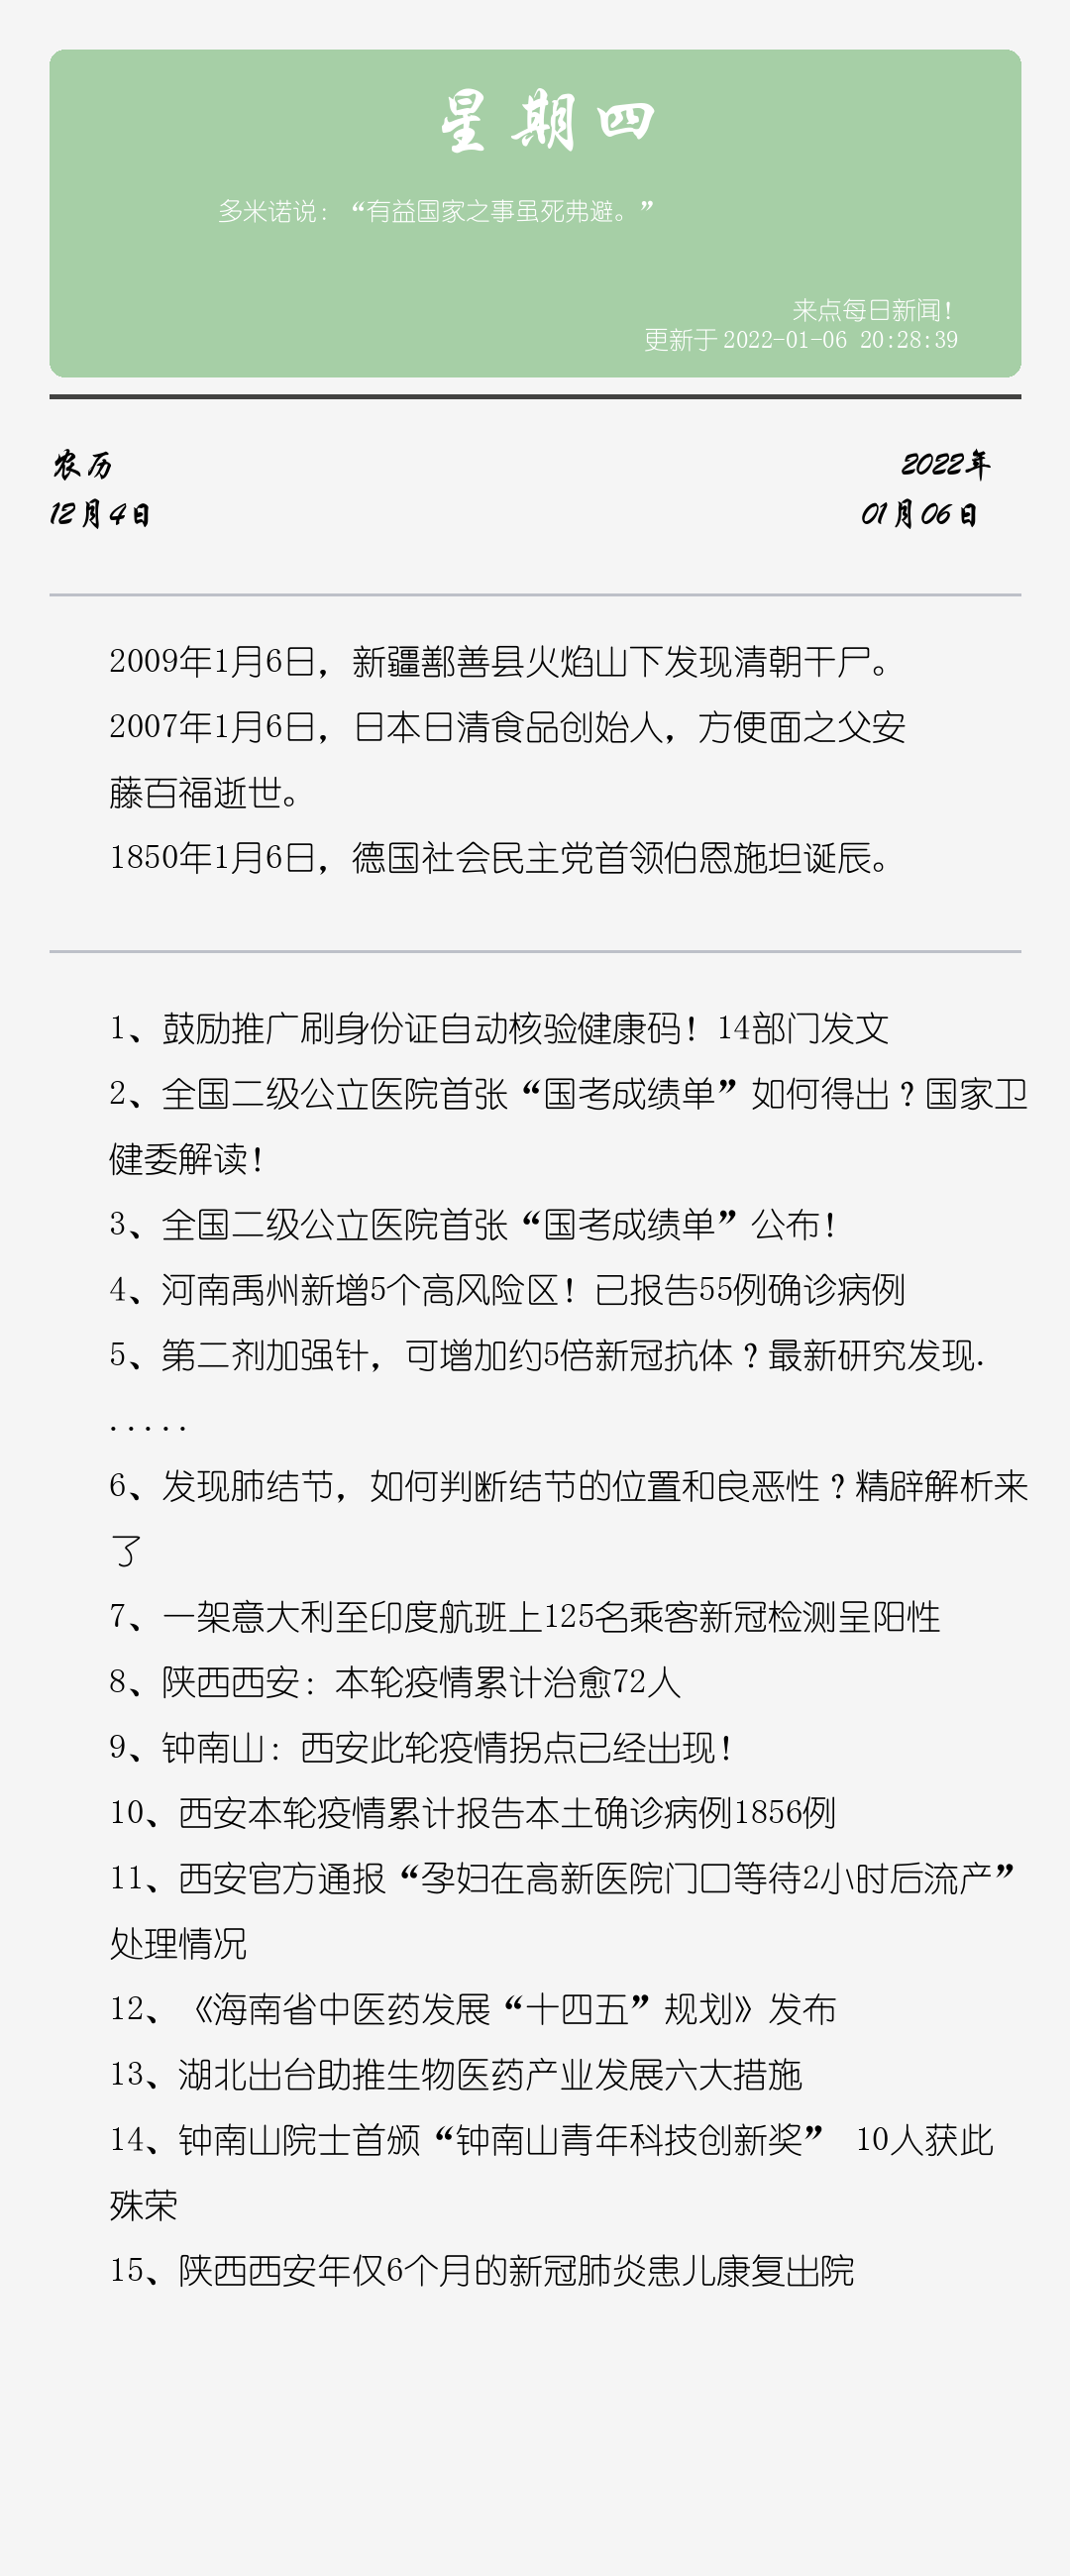 星期四
多米诺说：“有益国家之事虽死弗避。”
来点每日新闻！
更新于 2022-01-06 20:28:39
农历
2022年
12月4日
01月06日
2009年1月6日，新疆鄯善县火焰山下发现清朝干尸。
2007年1月6日，日本日清食品创始人，方便面之父安
藤百福逝世。
1850年1月6日，德国社会民主党首领伯恩施坦诞辰。
1、鼓励推广刷身份证自动核验健康码！14部门发文
2、全国二级公立医院首张“国考成绩单”如何得出？国家卫
健委解读！
3、全国二级公立医院首张“国考成绩单”公布！
4、河南禹州新增5个高风险区！已报告55例确诊病例
5、第二剂加强针，可增加约5倍新冠抗体？最新研究发现.
.....
6、发现肺结节，如何判断结节的位置和良恶性？精辟解析来
了
7、一架意大利至印度航班上125名乘客新冠检测呈阳性
8、陕西西安：本轮疫情累计治愈72人
9、钟南山：西安此轮疫情拐点已经出现！
10、西安本轮疫情累计报告本土确诊病例1856例
11、西安官方通报“孕妇在高新医院门口等待2小时后流产”
处理情况
12、《海南省中医药发展“十四五”规划》发布
13、湖北出台助推生物医药产业发展六大措施
14、钟南山院士首颁“钟南山青年科技创新奖” 10人获此
殊荣
15、陕西西安年仅6个月的新冠肺炎患儿康复出院